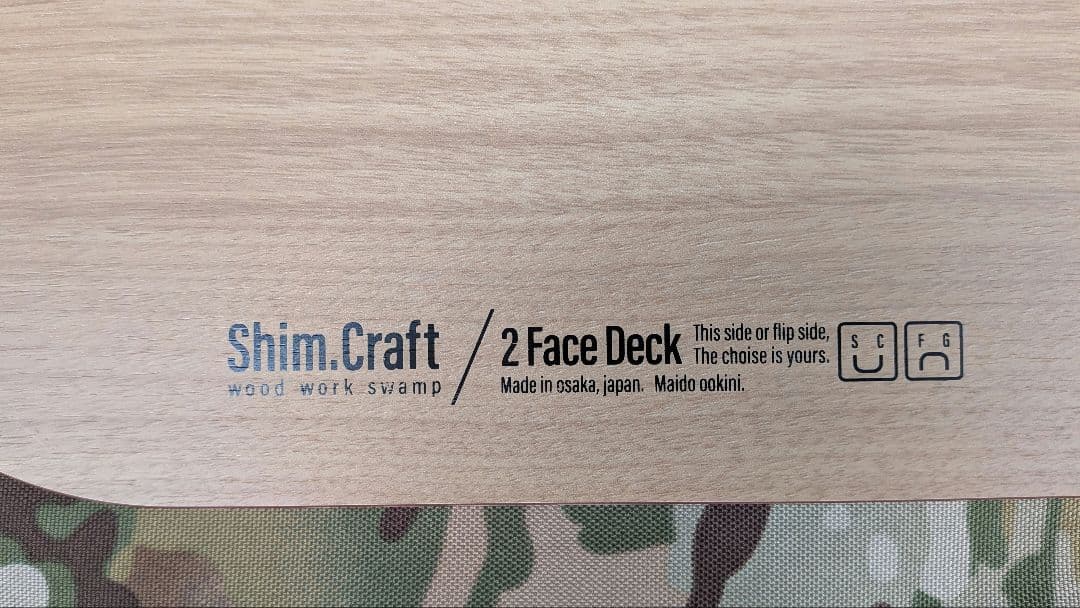 Shim.Craft
wood work swamp
/
2 Face Deck
This side or flip side,
The choise is yours.
Made in osaka, japan. Maido ookini.
S C
F G